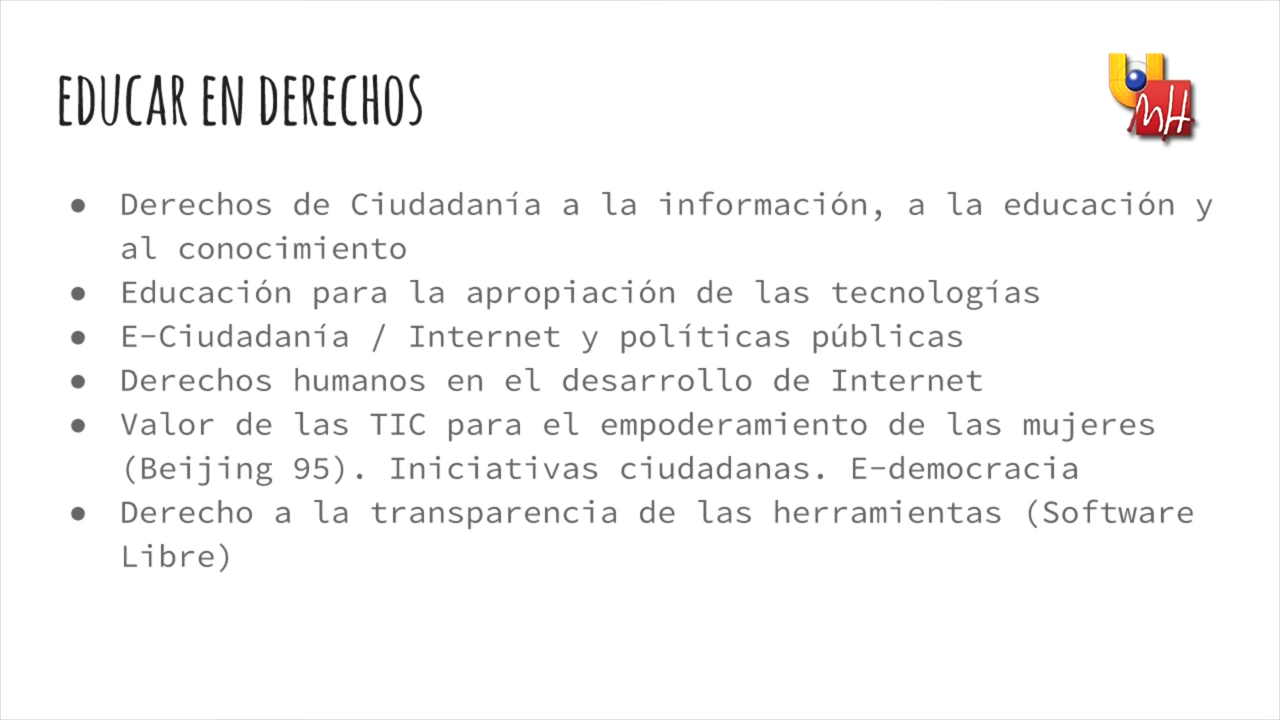 EDUCAR EN DERECHOS
UMH
● Derechos de Ciudadanía a la información, a la educación y
al conocimiento
● Educación para la apropiación de las tecnologías
● E-Ciudadanía / Internet y políticas públicas
● Derechos humanos en el desarrollo de Internet
● Valor de las TIC para el empoderamiento de las mujeres
(Beijing 95). Iniciativas ciudadanas. E-democracia
● Derecho a la transparencia de las herramientas (Software
Libre)